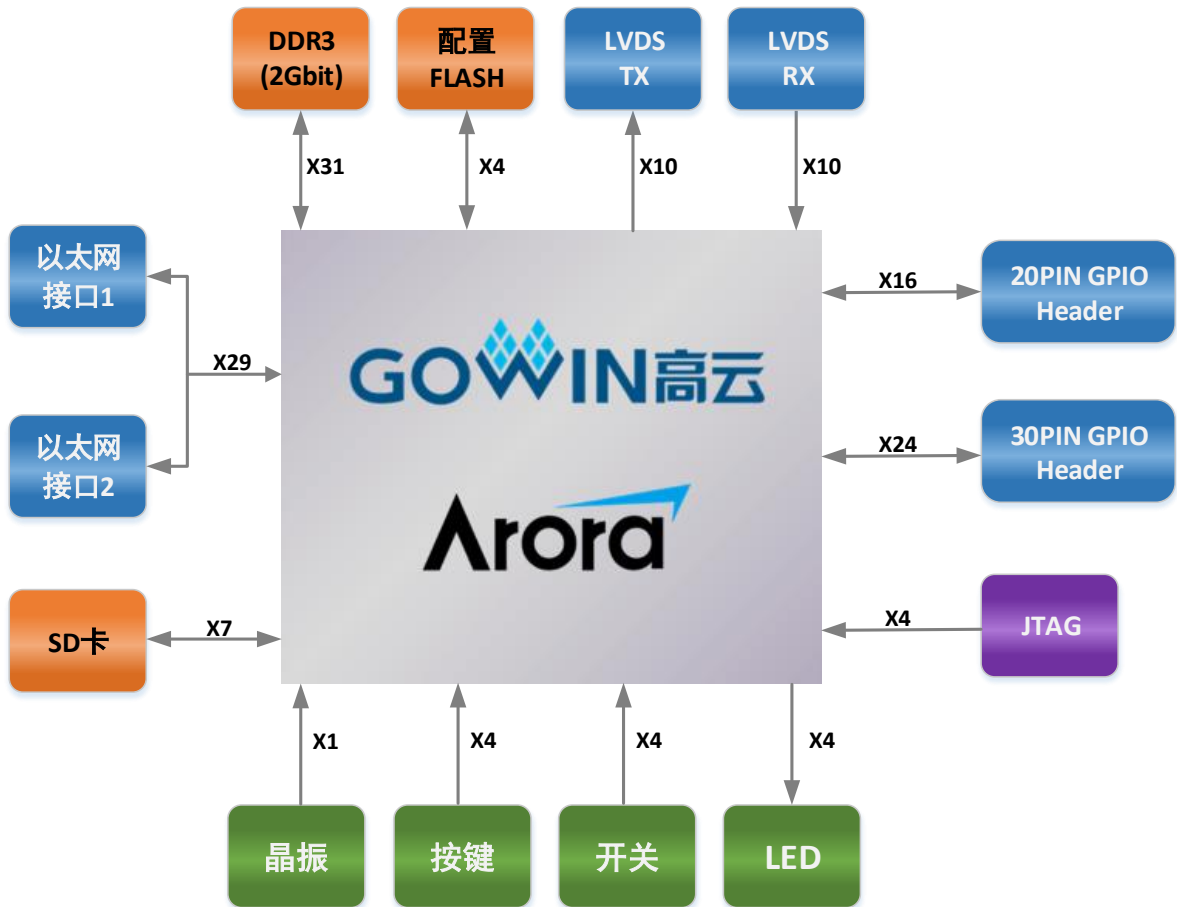 DDR3
(2Gbit)
配置
FLASH
LVDS
TX
LVDS
RX
X31
X4
X10
X10
以太网
接口1
X29
以太网
接口2
SD卡
X7
GOWIN高云
Arora
X16
20PIN GPIO
Header
X24
30PIN GPIO
Header
X4
JTAG
X1
X4
X4
X4
晶振
按键
开关
LED